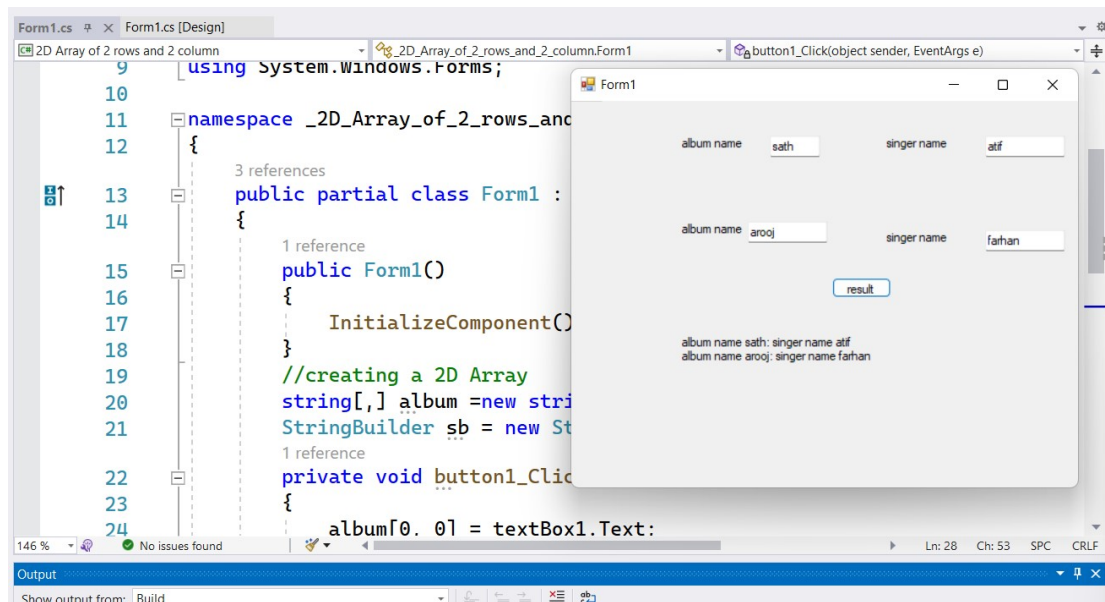 Form1.cs Form1.cs [Design]
2D Array of 2 rows and 2 column _2D_Array_of_2_rows_and_2_column.Form1 button1_Click(object sender, EventArgs e)
9 using System.Windows.Forms;
10
11 namespace _2D_Array_of_2_rows_and
12 {
3 references
13 public partial class Form1 :
14 {
1 reference
15 public Form1()
16 {
17 InitializeComponent()
18 }
19 //creating a 2D Array
20 string[,] album =new stri
21 StringBuilder sb = new St
1 reference
22 private void button1_Clic
23 {
24 album[0, 0] = textBox1.Text;
Form1
album name sath singer name atif
album name arooj singer name farhan
result
album name sath: singer name atif
album name arooj: singer name farhan
146 % No issues found Ln: 28 Ch: 53 SPC CRLF
Output
Show output from: Build